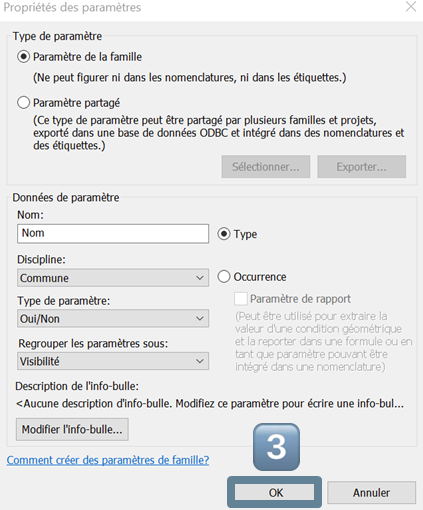 Propriétés des paramètres
Type de paramètre
Paramètre de la famille
(Ne peut figurer ni dans les nomenclatures, ni dans les étiquettes.)
Paramètre partagé
(Ce type de paramètre peut être partagé par plusieurs familles et projets,
exporté dans une base de données ODBC et intégré dans des nomenclatures et
des étiquettes.)
Sélectionner...
Exporter...
Données de paramètre
Nom:
Nom
Type
Discipline:
Commune
Occurrence
Type de paramètre:
Paramètre de rapport
Oui/Non
(Peut être utilisé pour extraire la
valeur d'une condition géométrique
et la reporter dans une formule ou en
tant que paramètre pouvant être
intégré dans une nomenclature)
Regrouper les paramètres sous:
Visibilité
Description de l'info-bulle:
<Aucune description d'info-bulle. Modifiez ce paramètre pour écrire une info-bul...
Modifier l'info-bulle...
3
Comment créer des paramètres de famille?
OK
Annuler